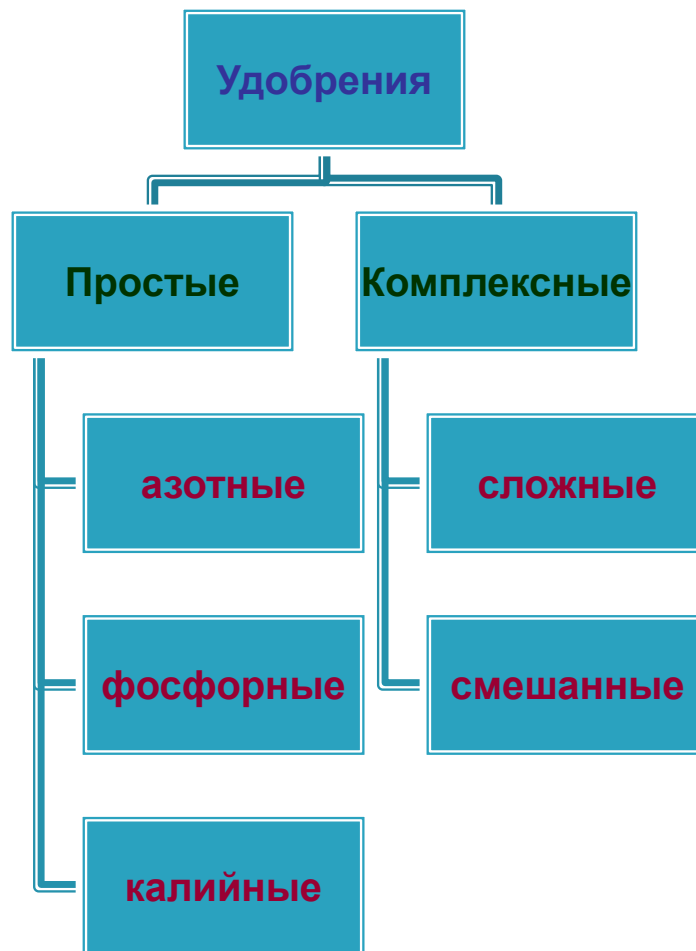 Удобрения
Простые
Комплексные
азотные
сложные
фосфорные
смешанные
калийные